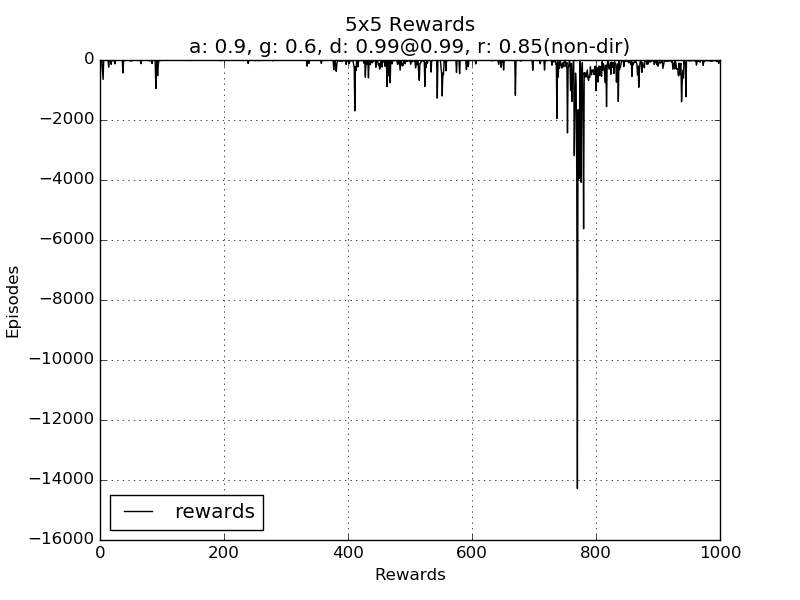 5x5 Rewards
a: 0.9, g: 0.6, d: 0.99@0.99, r: 0.85(non-dir)
0
−2000
−4000
−6000
−8000
−10000
−12000
−14000
−16000
Episodes
rewards
0 200 400 600 800 1000
Rewards